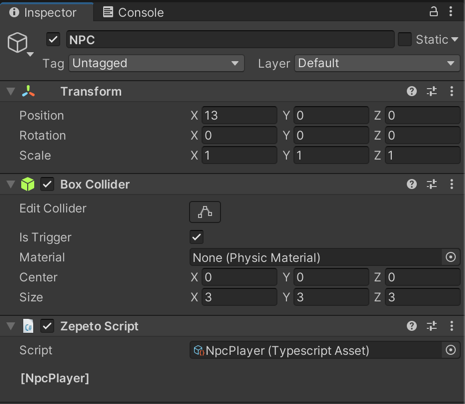 Inspector Console
NPC Static
Tag Untagged Layer Default
Transform
Position X 13 Y 0 Z 0
Rotation X 0 Y 0 Z 0
Scale X 1 Y 1 Z 1
Box Collider
Edit Collider
Is Trigger
Material None (Physic Material)
Center X 0 Y 0 Z 0
Size X 3 Y 3 Z 3
Zepeto Script
Script NpcPlayer (Typescript Asset)
[NpcPlayer]